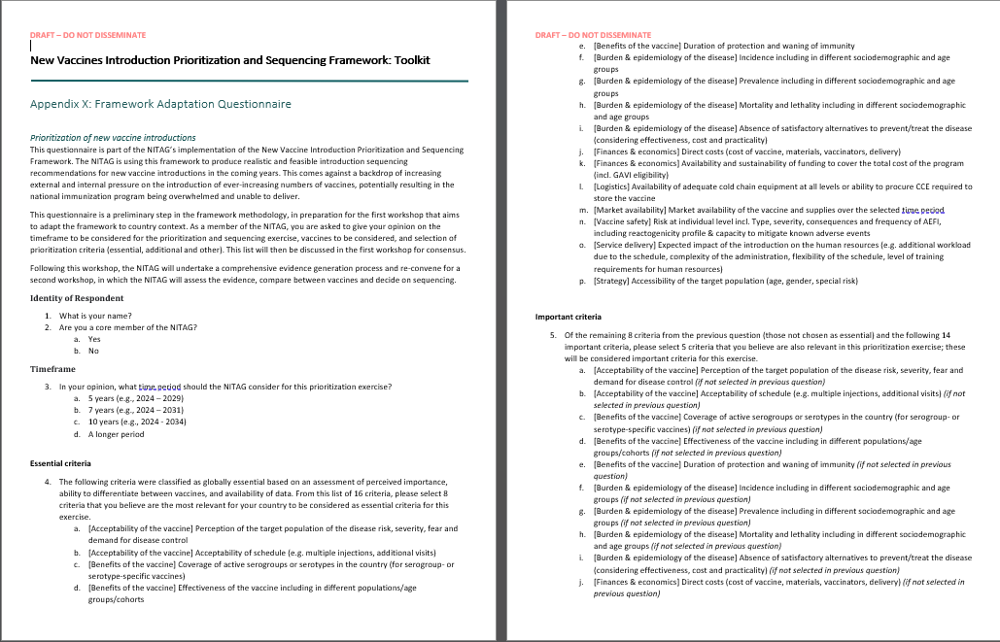 DRAFT – DO NOT DISSEMINATE
New Vaccines Introduction Prioritization and Sequencing Framework: Toolkit
Appendix X: Framework Adaptation Questionnaire
Prioritization of new vaccine introductions
This questionnaire is part of the NITAG's implementation of the New Vaccine Introduction Prioritization and Sequencing
Framework. The NITAG is using this framework to produce realistic and feasible introduction sequencing
recommendations for new vaccine introductions in the coming years. This comes against a backdrop of increasing
external and internal pressure on the introduction of ever-increasing numbers of vaccines, potentially resulting in the
national immunization program being overwhelmed and unable to deliver.
This questionnaire is a preliminary step in the framework methodology, in preparation for the first workshop that aims
to adapt the framework to country context. As a member of the NITAG, you are asked to give your opinion on the
timeframe to be considered for the prioritization and sequencing exercise, vaccines to be considered, and selection of
prioritization criteria (essential, additional and other). This list will then be discussed in the first workshop for consensus.
Following this workshop, the NITAG will undertake a comprehensive evidence generation process and re-convene for a
second workshop, in which the NITAG will assess the evidence, compare between vaccines and decide on sequencing.
Identity of Respondent
1. What is your name?
2. Are you a core member of the NITAG?
a. Yes
b. No
Timeframe
3. In your opinion, what time period should the NITAG consider for this prioritization exercise?
a. 5 years (e.g., 2024 – 2029)
b. 7 years (e.g., 2024 – 2031)
c. 10 years (e.g., 2024 - 2034)
d. A longer period
Essential criteria
4. The following criteria were classified as globally essential based on an assessment of perceived importance,
ability to differentiate between vaccines, and availability of data. From this list of 16 criteria, please select 8
criteria that you believe are the most relevant for your country to be considered as essential criteria for this
exercise.
a. [Acceptability of the vaccine] Perception of the target population of the disease risk, severity, fear and
demand for disease control
b. [Acceptability of the vaccine] Acceptability of schedule (e.g. multiple injections, additional visits)
c. [Benefits of the vaccine] Coverage of active serogroups or serotypes in the country (for serogroup- or
serotype-specific vaccines)
d. [Benefits of the vaccine] Effectiveness of the vaccine including in different populations/age
groups/cohorts
DRAFT – DO NOT DISSEMINATE
e. [Benefits of the vaccine] Duration of protection and waning of immunity
f. [Burden & epidemiology of the disease] Incidence including in different sociodemographic and age
groups
g. [Burden & epidemiology of the disease] Prevalence including in different sociodemographic and age
groups
h. [Burden & epidemiology of the disease] Mortality and lethality including in different sociodemographic
and age groups
i. [Burden & epidemiology of the disease] Absence of satisfactory alternatives to prevent/treat the disease
(considering effectiveness, cost and practicality)
j. [Finances & economics] Direct costs (cost of vaccine, materials, vaccinators, delivery)
k. [Finances & economics] Availability and sustainability of funding to cover the total cost of the program
(incl. GAVI eligibility)
l. [Logistics] Availability of adequate cold chain equipment at all levels or ability to procure CCE required to
store the vaccine
m. [Market availability] Market availability of the vaccine and supplies over the selected time period
n. [Vaccine safety] Risk at individual level incl. Type, severity, consequences and frequency of AEFI,
including reactogenicity profile & capacity to mitigate known adverse events
o. [Service delivery] Expected impact of the introduction on the human resources (e.g. additional workload
due to the schedule, complexity of the administration, flexibility of the schedule, level of training
requirements for human resources)
p. [Strategy] Accessibility of the target population (age, gender, special risk)
Important criteria
5. Of the remaining 8 criteria from the previous question (those not chosen as essential) and the following 14
important criteria, please select 5 criteria that you believe are also relevant in this prioritization exercise; these
will be considered important criteria for this exercise.
a. [Acceptability of the vaccine] Perception of the target population of the disease risk, severity, fear and
demand for disease control (if not selected in previous question)
b. [Acceptability of the vaccine] Acceptability of schedule (e.g. multiple injections, additional visits) (if not
selected in previous question)
c. [Benefits of the vaccine] Coverage of active serogroups or serotypes in the country (for serogroup- or
serotype-specific vaccines) (if not selected in previous question)
d. [Benefits of the vaccine] Effectiveness of the vaccine including in different populations/age
groups/cohorts (if not selected in previous question)
e. [Benefits of the vaccine] Duration of protection and waning of immunity (if not selected in previous
question)
f. [Burden & epidemiology of the disease] Incidence including in different sociodemographic and age
groups (if not selected in previous question)
g. [Burden & epidemiology of the disease] Prevalence including in different sociodemographic and age
groups (if not selected in previous question)
h. [Burden & epidemiology of the disease] Mortality and lethality including in different sociodemographic
and age groups (if not selected in previous question)
i. [Burden & epidemiology of the disease] Absence of satisfactory alternatives to prevent/treat the disease
(considering effectiveness, cost and practicality) (if not selected in previous question)
j. [Finances & economics] Direct costs (cost of vaccine, materials, vaccinators, delivery) (if not selected in
previous question)